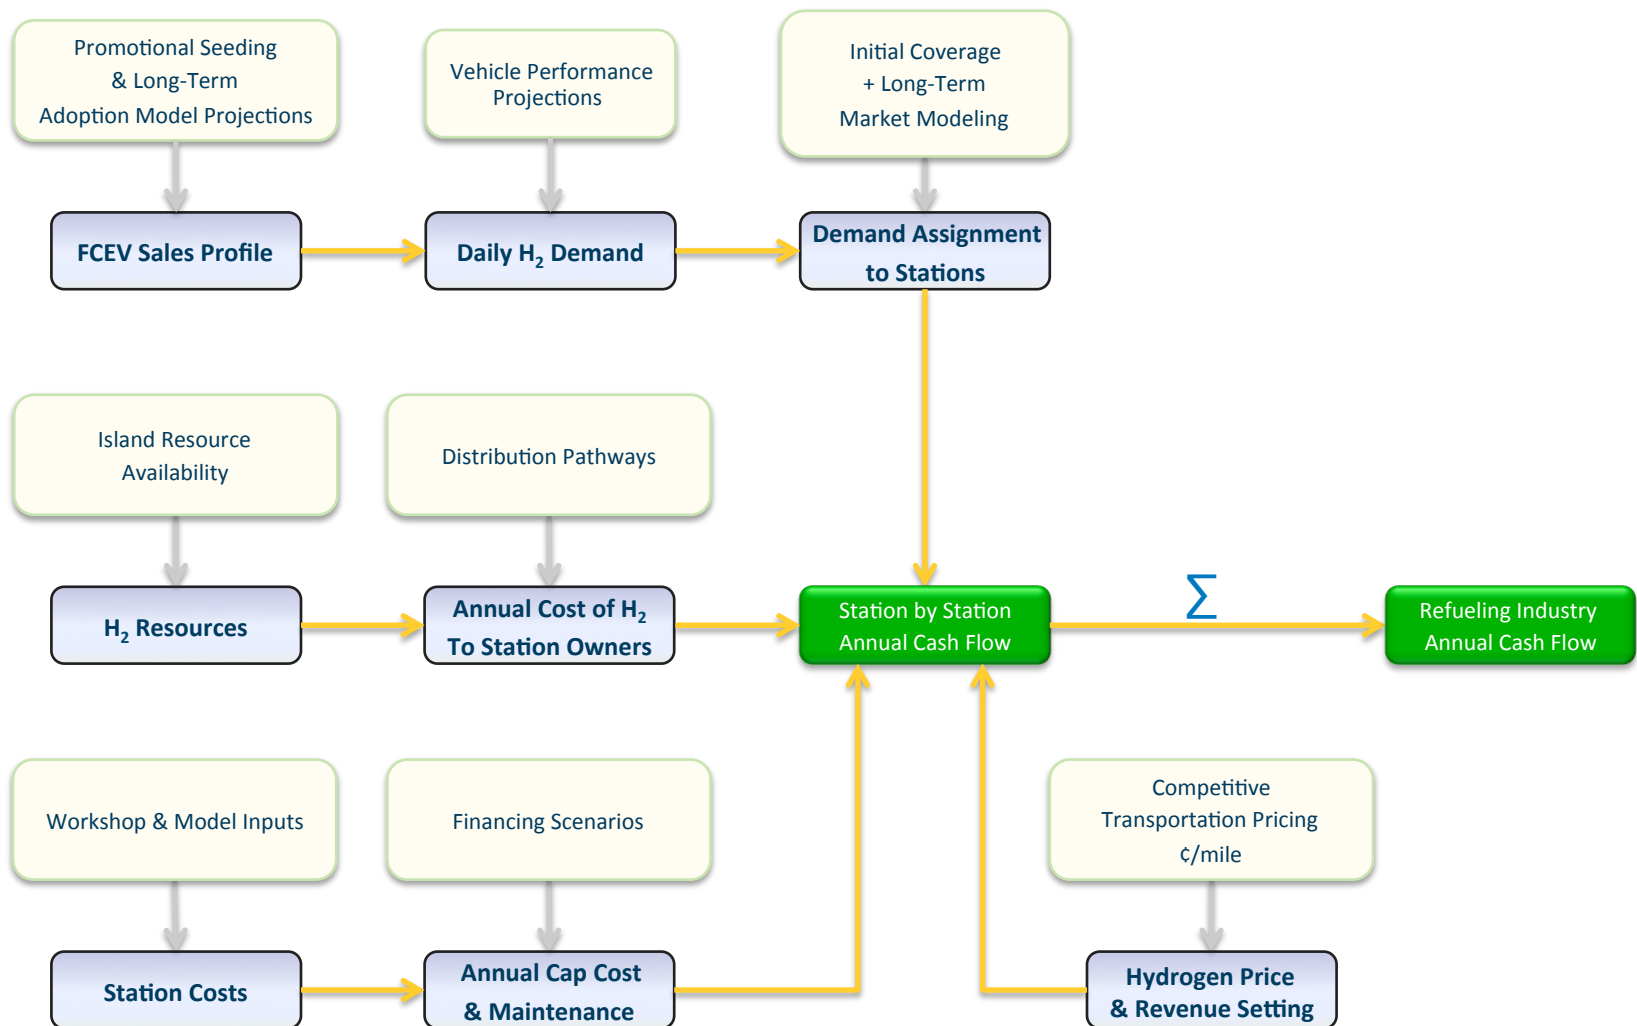 Promotional Seeding
& Long-Term
Adoption Model Projections
Vehicle Performance
Projections
Initial Coverage
+ Long-Term
Market Modeling
FCEV Sales Profile
Daily H₂ Demand
Demand Assignment
to Stations
Island Resource
Availability
Distribution Pathways
H₂ Resources
Annual Cost of H₂
To Station Owners
Station by Station
Annual Cash Flow
∑
Refueling Industry
Annual Cash Flow
Workshop & Model Inputs
Financing Scenarios
Competitive
Transportation Pricing
¢/mile
Station Costs
Annual Cap Cost
& Maintenance
Hydrogen Price
& Revenue Setting